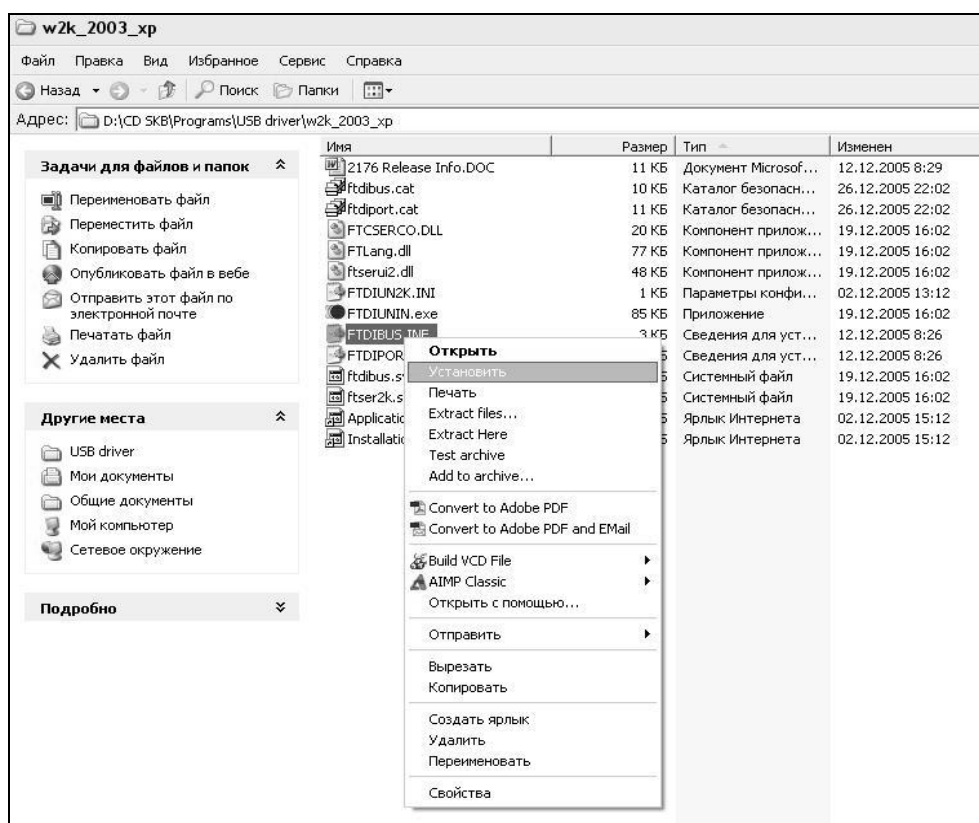 w2k_2003_xp
Файл Правка Вид Избранное Сервис Справка
Назад Поиск Папки
Адрес: D:\CD SKB\Programs\USB driver\w2k_2003_xp
Задачи для файлов и папок
Переименовать файл
Переместить файл
Копировать файл
Опубликовать файл в вебе
Отправить этот файл по
электронной почте
Печатать файл
Удалить файл
Другие места
USB driver
Мои документы
Общие документы
Мой компьютер
Сетевое окружение
Подробно
Имя Размер Тип Изменен
2176 Release Info.DOC 11 КБ Документ Microsof... 12.12.2005 8:29
ftdibus.cat 10 КБ Каталог безопасн... 26.12.2005 22:02
ftdiport.cat 11 КБ Каталог безопасн... 26.12.2005 22:02
FTCSERCO.DLL 20 КБ Компонент прилож... 19.12.2005 16:02
FTLang.dll 77 КБ Компонент прилож... 19.12.2005 16:02
ftserui2.dll 48 КБ Компонент прилож... 19.12.2005 16:02
FTDIUN2K.INI 1 КБ Параметры конфи... 02.12.2005 13:12
FTDIUNIN.exe 85 КБ Приложение 19.12.2005 16:02
FTDIBUS.INF 3 КБ Сведения для уст... 12.12.2005 8:26
FTDIPOR Сведения для уст... 12.12.2005 8:26
ftdibus.s Системный файл 19.12.2005 16:02
ftser2k.s Системный файл 19.12.2005 16:02
Applicatio Ярлык Интернета 02.12.2005 15:12
Installatio Ярлык Интернета 02.12.2005 15:12
Открыть
Установить
Печать
Extract files...
Extract Here
Test archive
Add to archive...
Convert to Adobe PDF
Convert to Adobe PDF and EMail
Build VCD File
AIMP Classic
Открыть с помощью...
Отправить
Вырезать
Копировать
Создать ярлык
Удалить
Переименовать
Свойства